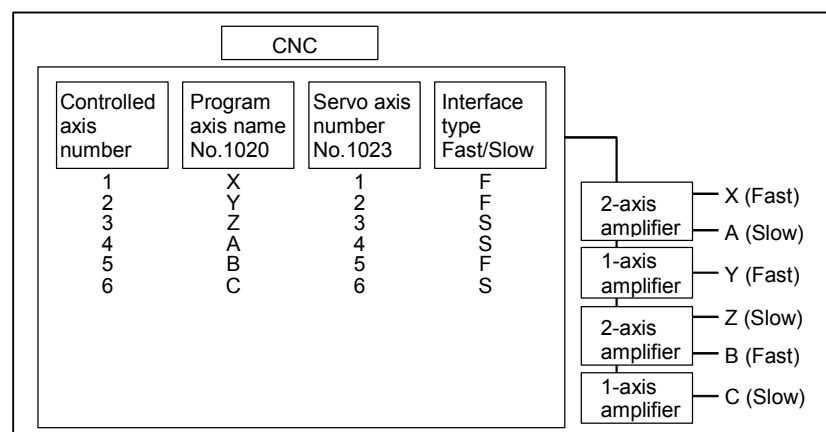 CNC
Controlled axis number
Program axis name No.1020
Servo axis number No.1023
Interface type Fast/Slow
1 X 1 F
2 Y 2 F
3 Z 3 S
4 A 4 S
5 B 5 F
6 C 6 S
2-axis amplifier
X (Fast)
A (Slow)
1-axis amplifier
Y (Fast)
2-axis amplifier
Z (Slow)
B (Fast)
1-axis amplifier
C (Slow)